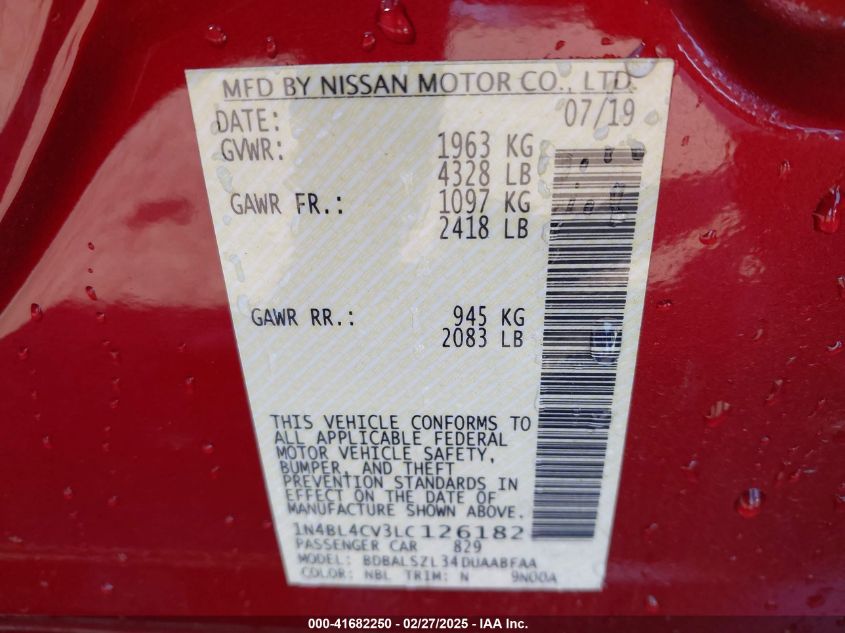 MFD BY NISSAN MOTOR CO., LTD.
DATE: 07/19
GVWR: 1963 KG
4328 LB
GAWR FR.: 1097 KG
2418 LB
GAWR RR.: 945 KG
2083 LB
THIS VEHICLE CONFORMS TO
ALL APPLICABLE FEDERAL
MOTOR VEHICLE SAFETY,
BUMPER, AND THEFT
PREVENTION STANDARDS IN
EFFECT ON THE DATE OF
MANUFACTURE SHOWN ABOVE.
1N4BL4CV3LC126182
PASSENGER CAR 829
MODEL: BDBALSZL34DUAABFAA
COLOR: NBL TRIM: N 9N00A
000-41682250 - 02/27/2025 - IAA Inc.